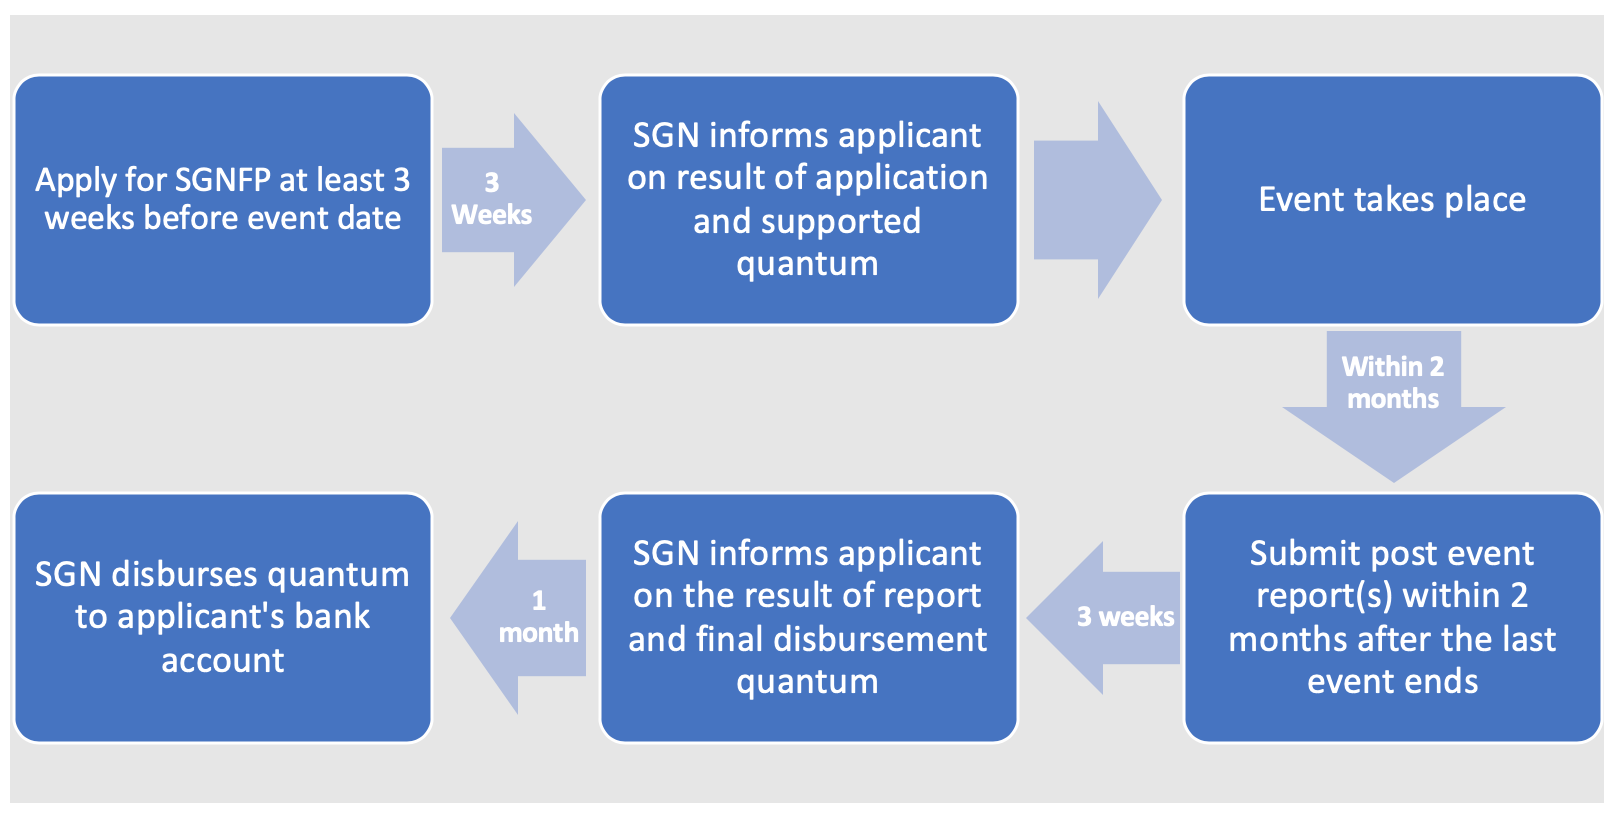 Apply for SGNFP at least 3
weeks before event date
3
Weeks
SGN informs applicant
on result of application
and supported
quantum
Event takes place
Within 2
months
Submit post event
report(s) within 2
months after the last
event ends
3 weeks
SGN informs applicant
on the result of report
and final disbursement
quantum
1
month
SGN disburses quantum
to applicant's bank
account